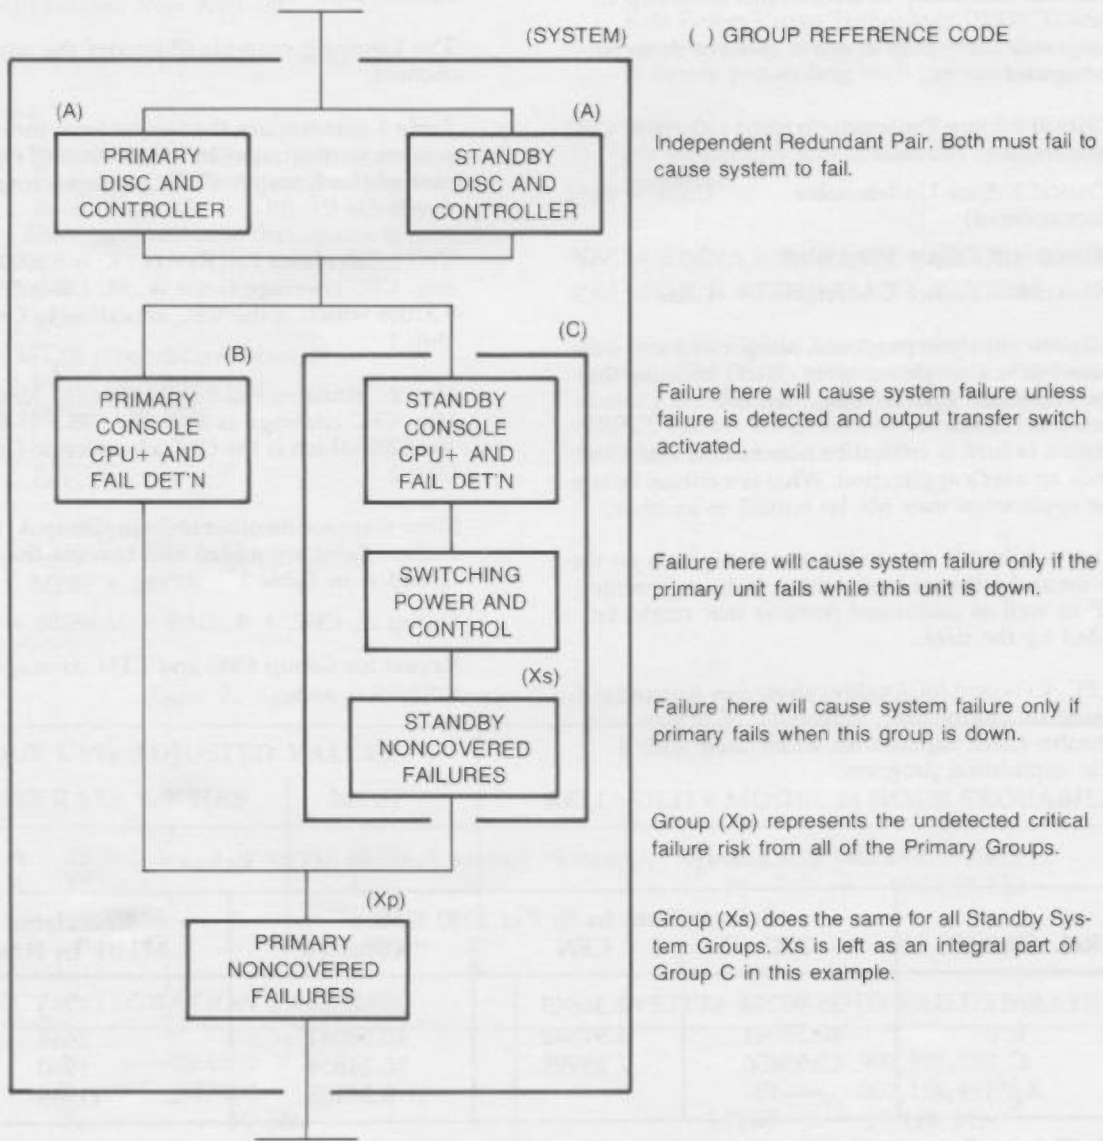 (SYSTEM) ( ) GROUP REFERENCE CODE
(A) (A)
PRIMARY
DISC AND
CONTROLLER
STANDBY
DISC AND
CONTROLLER
Independent Redundant Pair. Both must fail to
cause system to fail.
(B)
PRIMARY
CONSOLE
CPU+ AND
FAIL DET'N
(C)
STANDBY
CONSOLE
CPU+ AND
FAIL DET'N
Failure here will cause system failure unless
failure is detected and output transfer switch
activated.
SWITCHING
POWER AND
CONTROL
Failure here will cause system failure only if the
primary unit fails while this unit is down.
(Xs)
STANDBY
NONCOVERED
FAILURES
Failure here will cause system failure only if
primary fails when this group is down.
Group (Xp) represents the undetected critical
failure risk from all of the Primary Groups.
(Xp)
PRIMARY
NONCOVERED
FAILURES
Group (Xs) does the same for all Standby Sys-
tem Groups. Xs is left as an integral part of
Group C in this example.